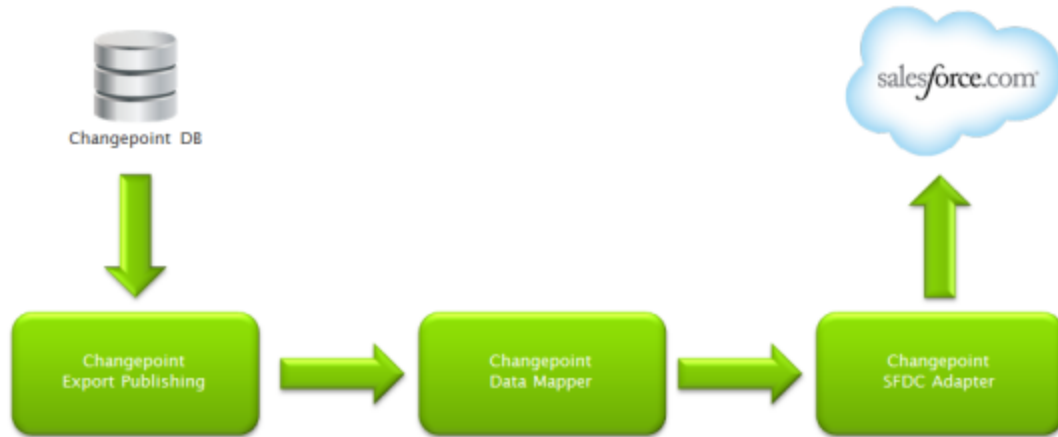 Changepoint DB
salesforce.com
Changepoint
Export Publishing
Changepoint
Data Mapper
Changepoint
SFDC Adapter